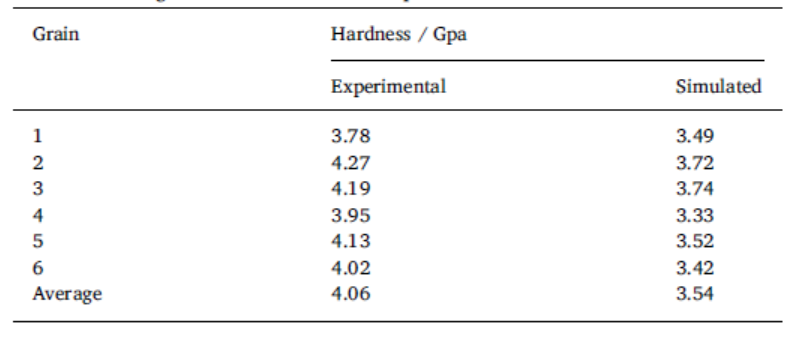 Grain Hardness / Gpa
Experimental Simulated
1 3.78 3.49
2 4.27 3.72
3 4.19 3.74
4 3.95 3.33
5 4.13 3.52
6 4.02 3.42
Average 4.06 3.54